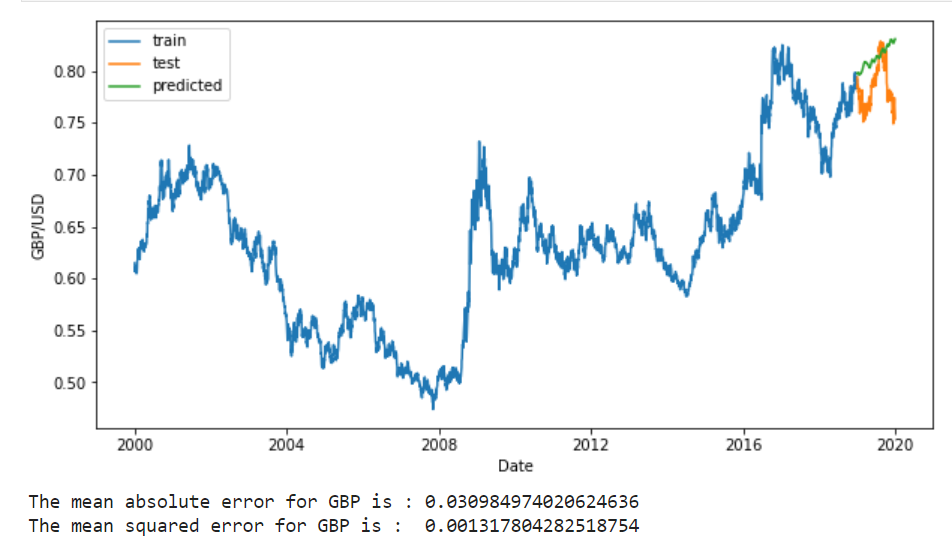 train
test
predicted
0.80
0.75
0.70
0.65
0.60
0.55
0.50
GBP/USD
2000 2004 2008 2012 2016 2020
Date
The mean absolute error for GBP is : 0.030984974020624636
The mean squared error for GBP is :  0.001317804282518754